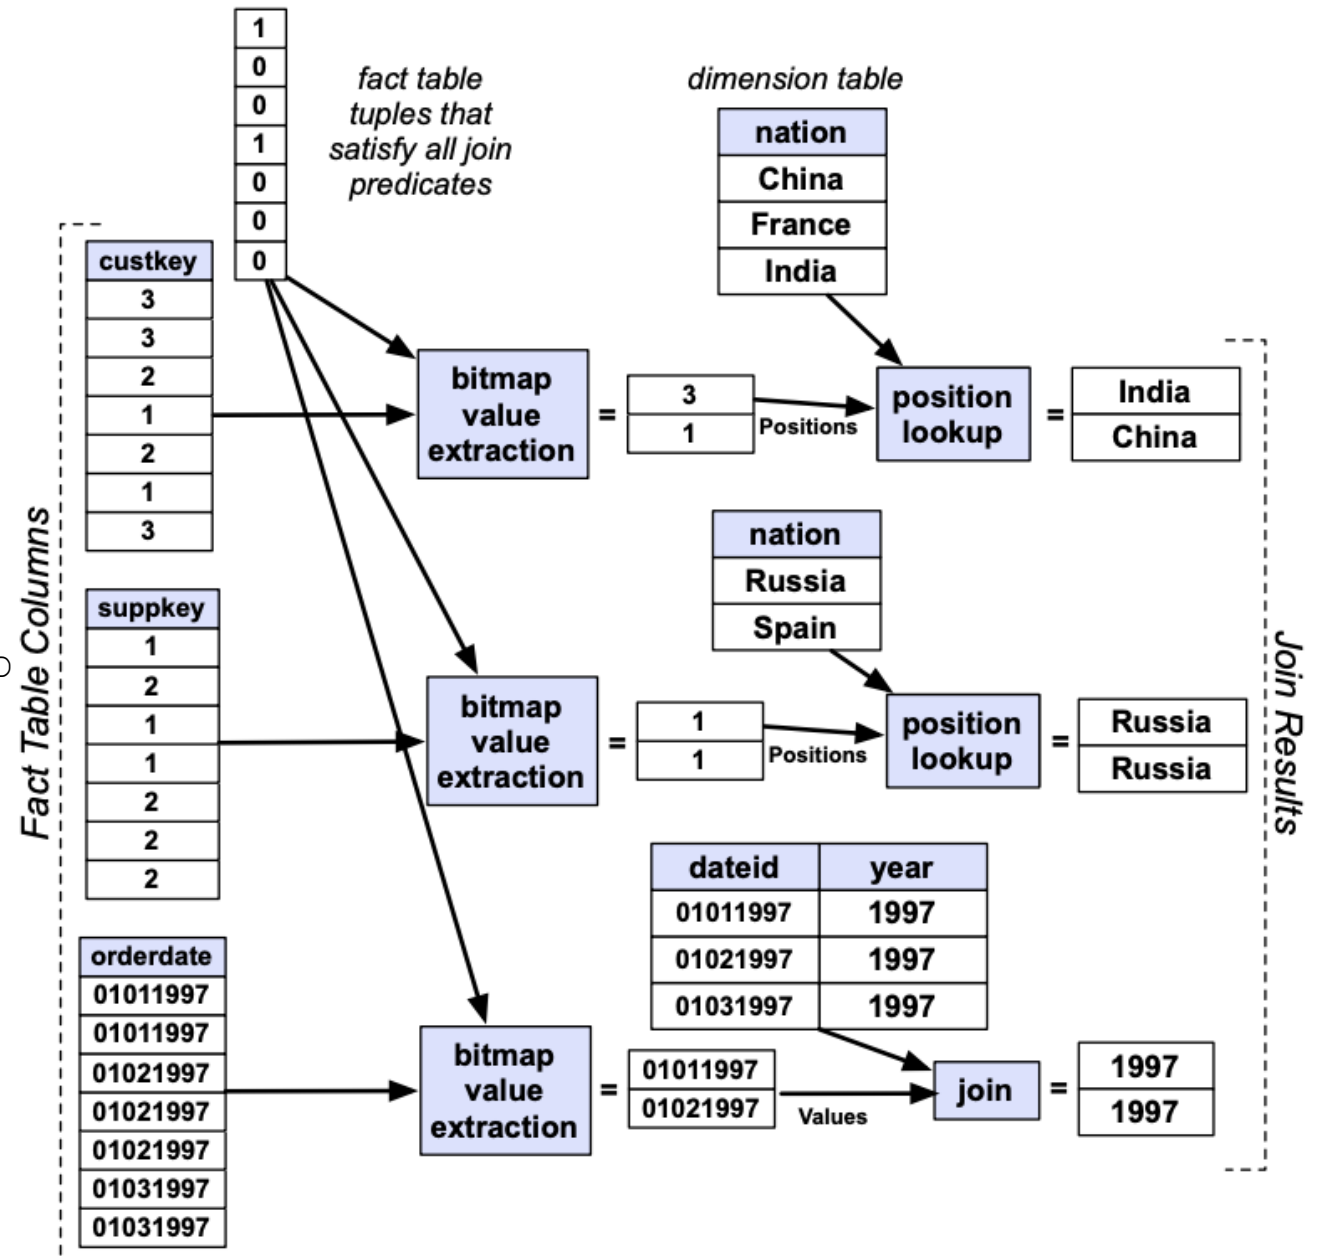 1
0
0
1
0
0
0
fact table
tuples that
satisfy all join
predicates
dimension table
nation
China
France
India
Fact Table Columns
custkey
3
3
2
1
2
1
3
bitmap
value
extraction
=
3
1
Positions
position
lookup
=
India
China
nation
Russia
Spain
suppkey
1
2
1
1
2
2
2
bitmap
value
extraction
=
1
1
Positions
position
lookup
=
Russia
Russia
Join Results
dateid year
01011997 1997
01021997 1997
01031997 1997
orderdate
01011997
01011997
01021997
01021997
01021997
01031997
01031997
bitmap
value
extraction
=
01011997
01021997
Values
join
=
1997
1997